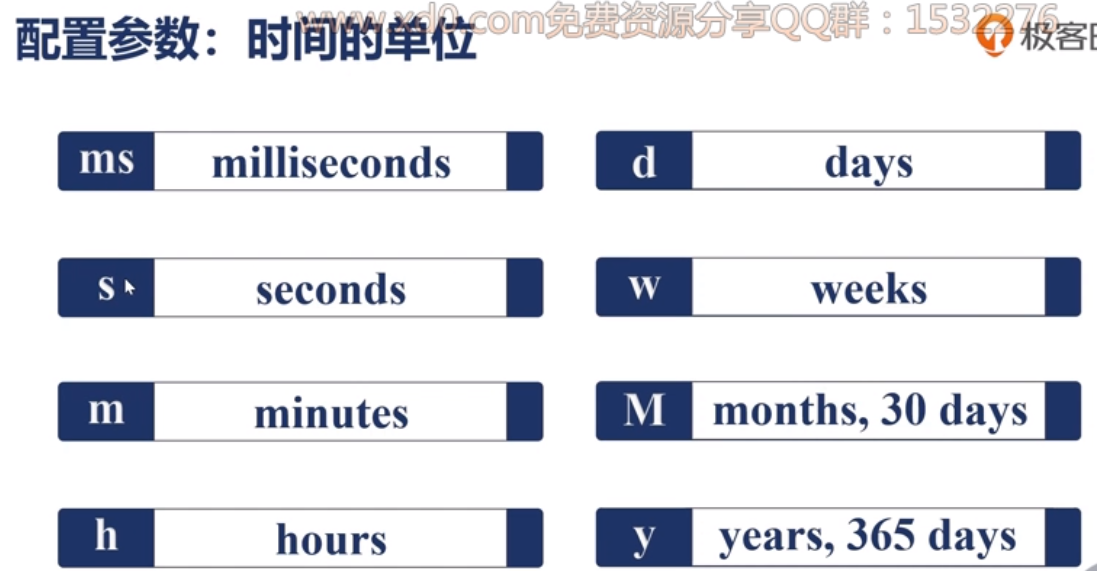 www.xd0.com免费资源分享QQ群：1532276
配置参数：时间的单位
极客
ms milliseconds
d days
s seconds
w weeks
m minutes
M months, 30 days
h hours
y years, 365 days